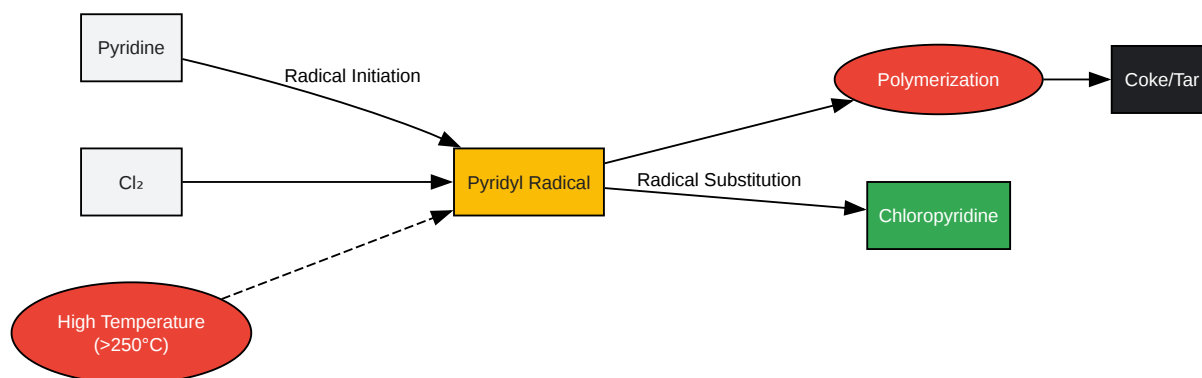 Pyridine
Radical Initiation
Polymerization
Coke/Tar
Cl₂
Pyridyl Radical
Radical Substitution
Chloropyridine
High Temperature
(>250°C)